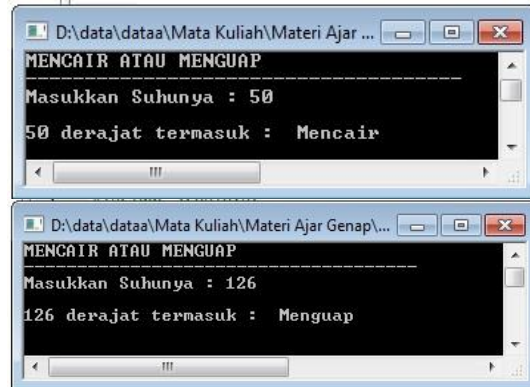 D:\data\dataa\Mata Kuliah\Materi Ajar ...
MENCAIR ATAU MENGUAP
----------------------------------------
Masukkan Suhunya : 50
50 derajat termasuk :  Mencair
D:\data\dataa\Mata Kuliah\Materi Ajar Genap\...
MENCAIR ATAU MENGUAP
------------------------------------
Masukkan Suhunya : 126
126 derajat termasuk :  Menguap